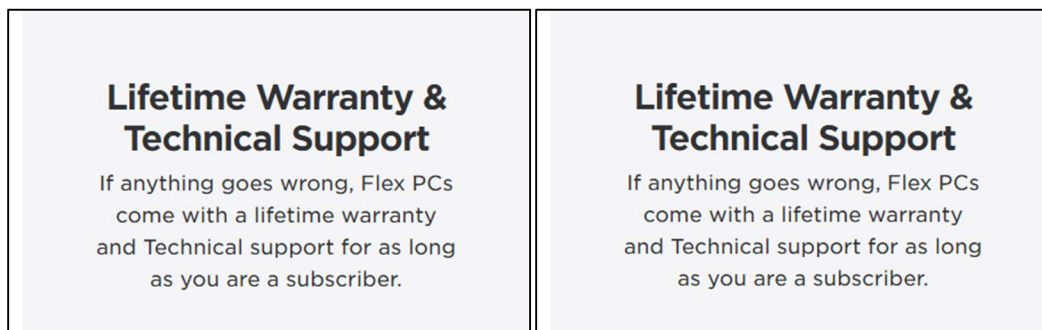 Lifetime Warranty &
Technical Support
If anything goes wrong, Flex PCs
come with a lifetime warranty
and Technical support for as long
as you are a subscriber.
Lifetime Warranty &
Technical Support
If anything goes wrong, Flex PCs
come with a lifetime warranty
and Technical support for as long
as you are a subscriber.